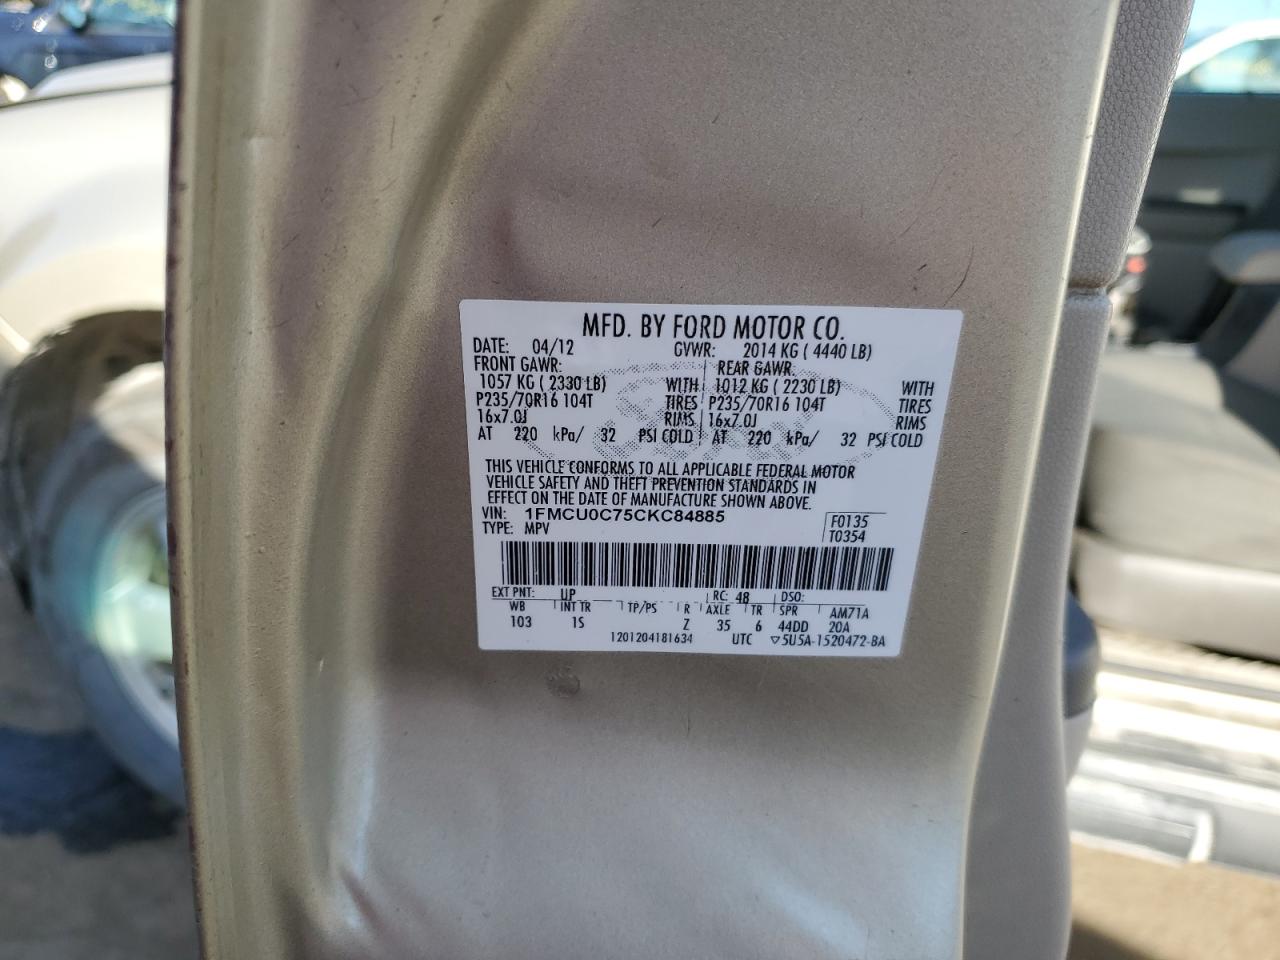 MFD. BY FORD MOTOR CO.
DATE: 04/12 GVWR: 2014 KG ( 4440 LB)
FRONT GAWR: REAR GAWR:
1057 KG ( 2330 LB) WITH 1012 KG ( 2230 LB) WITH
P235/70R16 104T TIRES P235/70R16 104T TIRES
16x7.0J RIMS 16x7.0J RIMS
AT 220 kPa/ 32 PSI COLD AT 220 kPa/ 32 PSI COLD
THIS VEHICLE CONFORMS TO ALL APPLICABLE FEDERAL MOTOR
VEHICLE SAFETY AND THEFT PREVENTION STANDARDS IN
EFFECT ON THE DATE OF MANUFACTURE SHOWN ABOVE.
VIN: 1FMCU0C75CKC84885 F0135
TYPE: MPV T0354
EXT PNT: UP RC: 48 DSO:
WB INT TR TP/PS R AXLE TR SPR AM71A
103 1S Z 35 6 44DD 20A
1201204181634 UTC ▽5U5A-1520472-BA